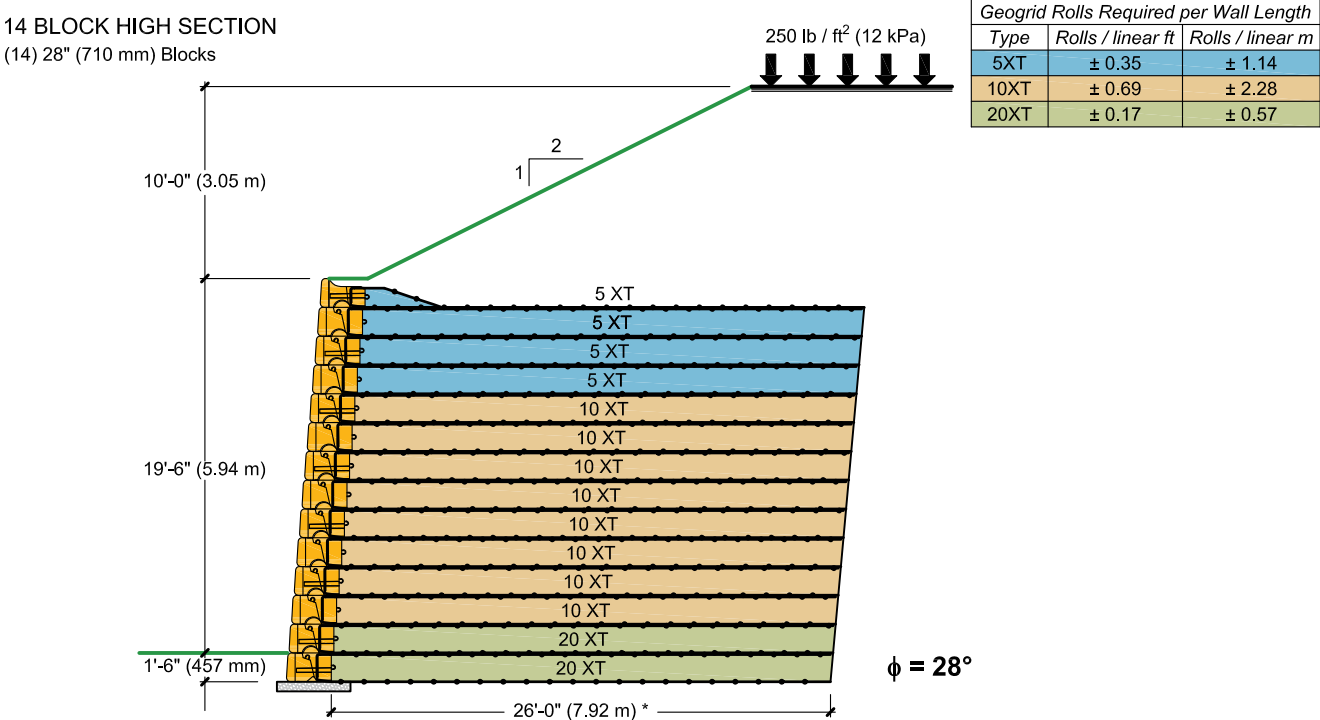 14 BLOCK HIGH SECTION
(14) 28" (710 mm) Blocks
250 lb / ft² (12 kPa)
Geogrid Rolls Required per Wall Length
Type Rolls / linear ft Rolls / linear m
5XT ± 0.35 ± 1.14
10XT ± 0.69 ± 2.28
20XT ± 0.17 ± 0.57
2
1
10'-0" (3.05 m)
5 XT
5 XT
5 XT
5 XT
10 XT
10 XT
19'-6" (5.94 m)
10 XT
10 XT
10 XT
10 XT
10 XT
10 XT
20 XT
1'-6" (457 mm)
20 XT
ϕ = 28°
26'-0" (7.92 m) *